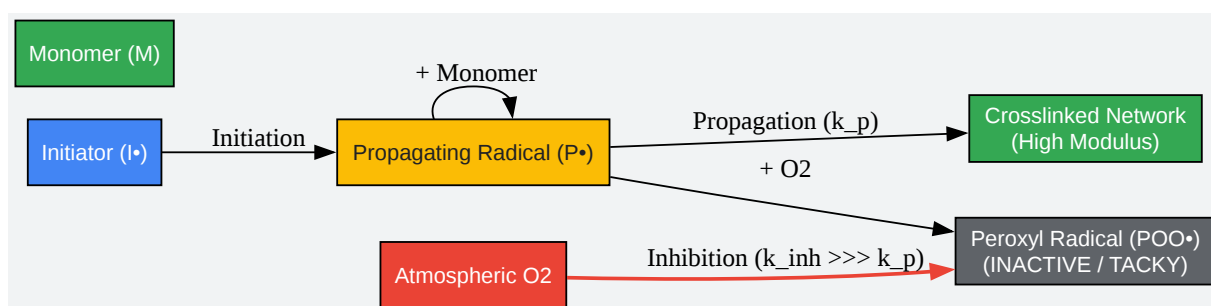 Monomer (M)
+ Monomer
Initiator (I•)
Initiation
Propagating Radical (P•)
Propagation (k_p)
Crosslinked Network
(High Modulus)
+ O2
Atmospheric O2
Inhibition (k_inh >>> k_p)
Peroxyl Radical (POO•)
(INACTIVE / TACKY)